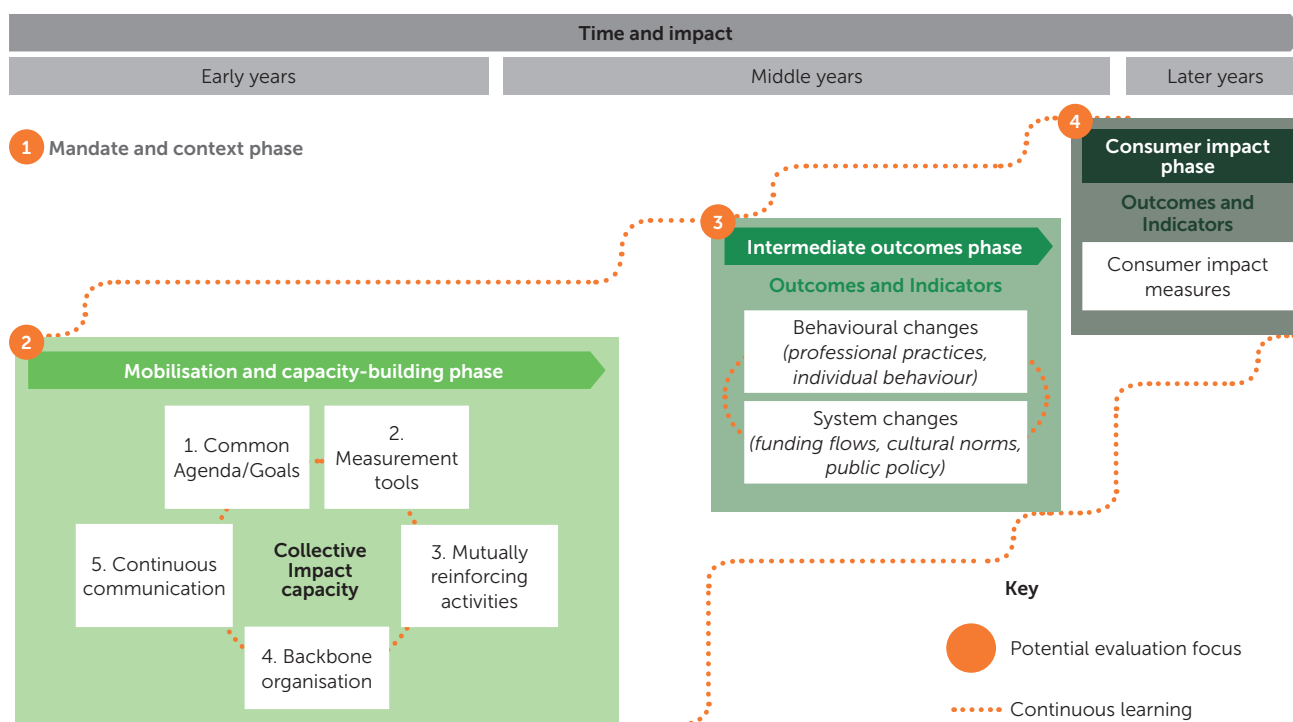 Time and impact
Early years
Middle years
Later years
1 Mandate and context phase
4
Consumer impact
phase
Outcomes and
Indicators
Consumer impact
measures
3
Intermediate outcomes phase
Outcomes and Indicators
Behavioural changes
(professional practices,
individual behaviour)
System changes
(funding flows, cultural norms,
public policy)
2
Mobilisation and capacity-building phase
1. Common
Agenda/Goals
2.
Measurement
tools
5. Continuous
communication
Collective
Impact
capacity
3. Mutually
reinforcing
activities
4. Backbone
organisation
Key
Potential evaluation focus
Continuous learning